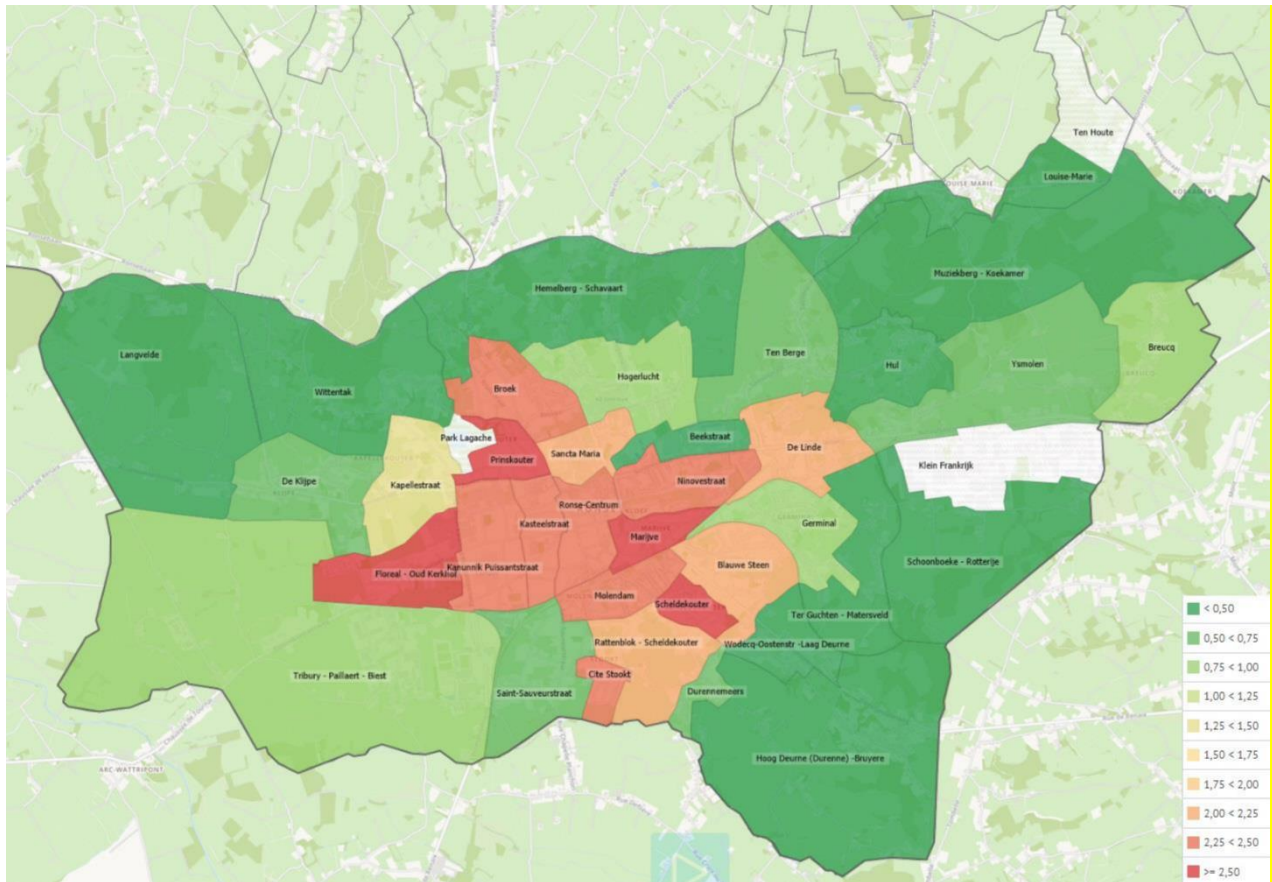 Ten Houte
Louise-Marie
LOUISE-MARIE
Muziekberg - Koekamer
Hemelberg - Schavaart
Langvelde
Wittentak
Ten Berge
Hul
Ysmolen
Breucq
Hogerlucht
Broek
Park Lagache
Prinskouter
Sancta Maria
Beekstraat
De Linde
Klein Frankrijk
De Klijpe
Kapellestraat
Ninovestraat
Ronse-Centrum
Kasteelstraat
Marijve
Germinal
Floreal - Oud Kerkhof
Kanunnik Puissantstraat
Blauwe Steen
Schoonboeke - Rotterije
Molendam
Scheldekouter
Ter Guchten - Matersveld
Rattenblok - Scheldekouter
Wodecq-Oostenstr -Laag Deurne
Tribury - Paillaert - Biest
Saint-Sauveurstraat
Cite Stookt
Durennemeers
Hoog Deurne (Durenne) -Bruyere
ARC-WATTRIPONT
< 0,50
0,50 < 0,75
0,75 < 1,00
1,00 < 1,25
1,25 < 1,50
1,50 < 1,75
1,75 < 2,00
2,00 < 2,25
2,25 < 2,50
>= 2,50